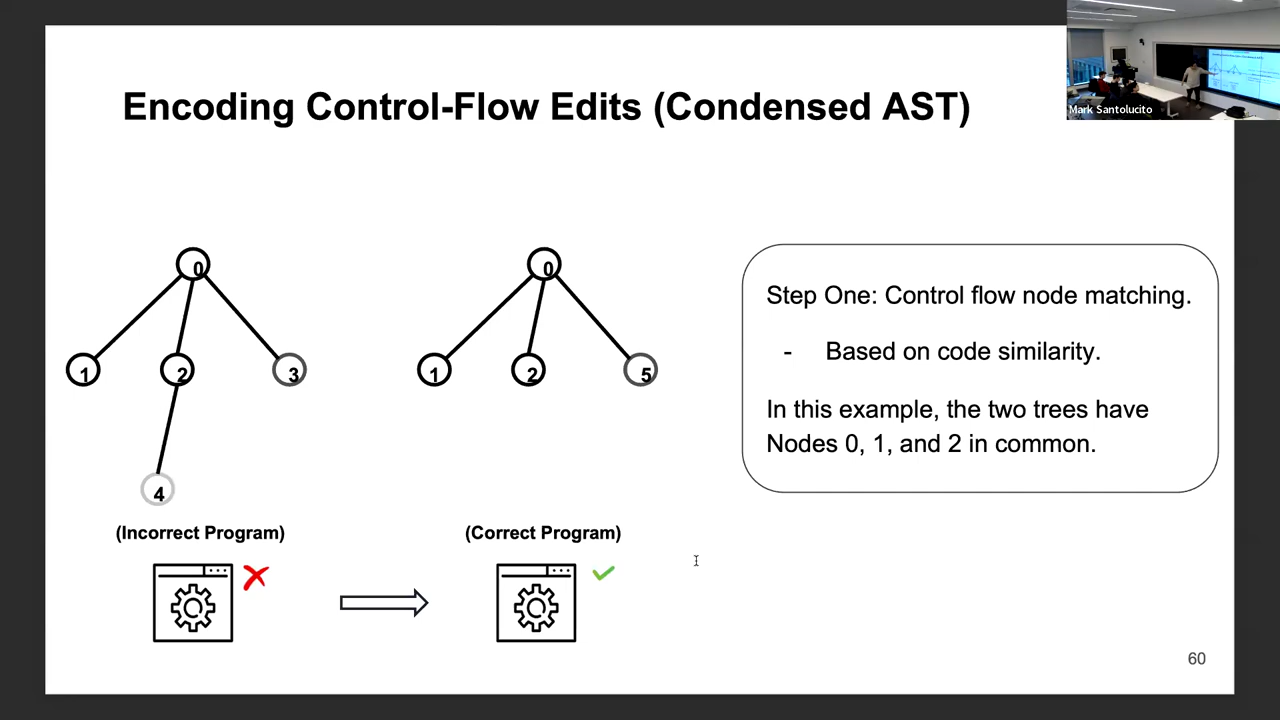 Mark Santolucito
Encoding Control-Flow Edits (Condensed AST)
0
1
2
3
4
(Incorrect Program)
0
1
2
5
(Correct Program)
Step One: Control flow node matching.
- Based on code similarity.
In this example, the two trees have
Nodes 0, 1, and 2 in common.
60